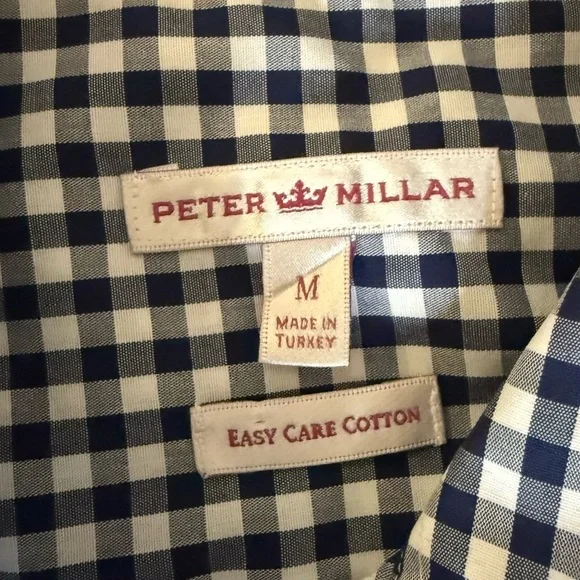 PETER MILLAR
M
MADE IN
TURKEY
EASY CARE COTTON